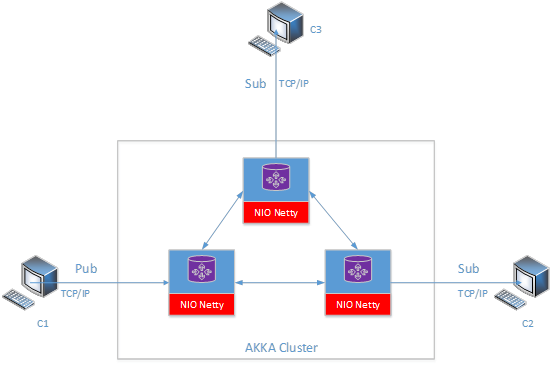 C3
Sub TCP/IP
NIO Netty
Pub
TCP/IP
C1
NIO Netty
NIO Netty
Sub
TCP/IP
C2
AKKA Cluster